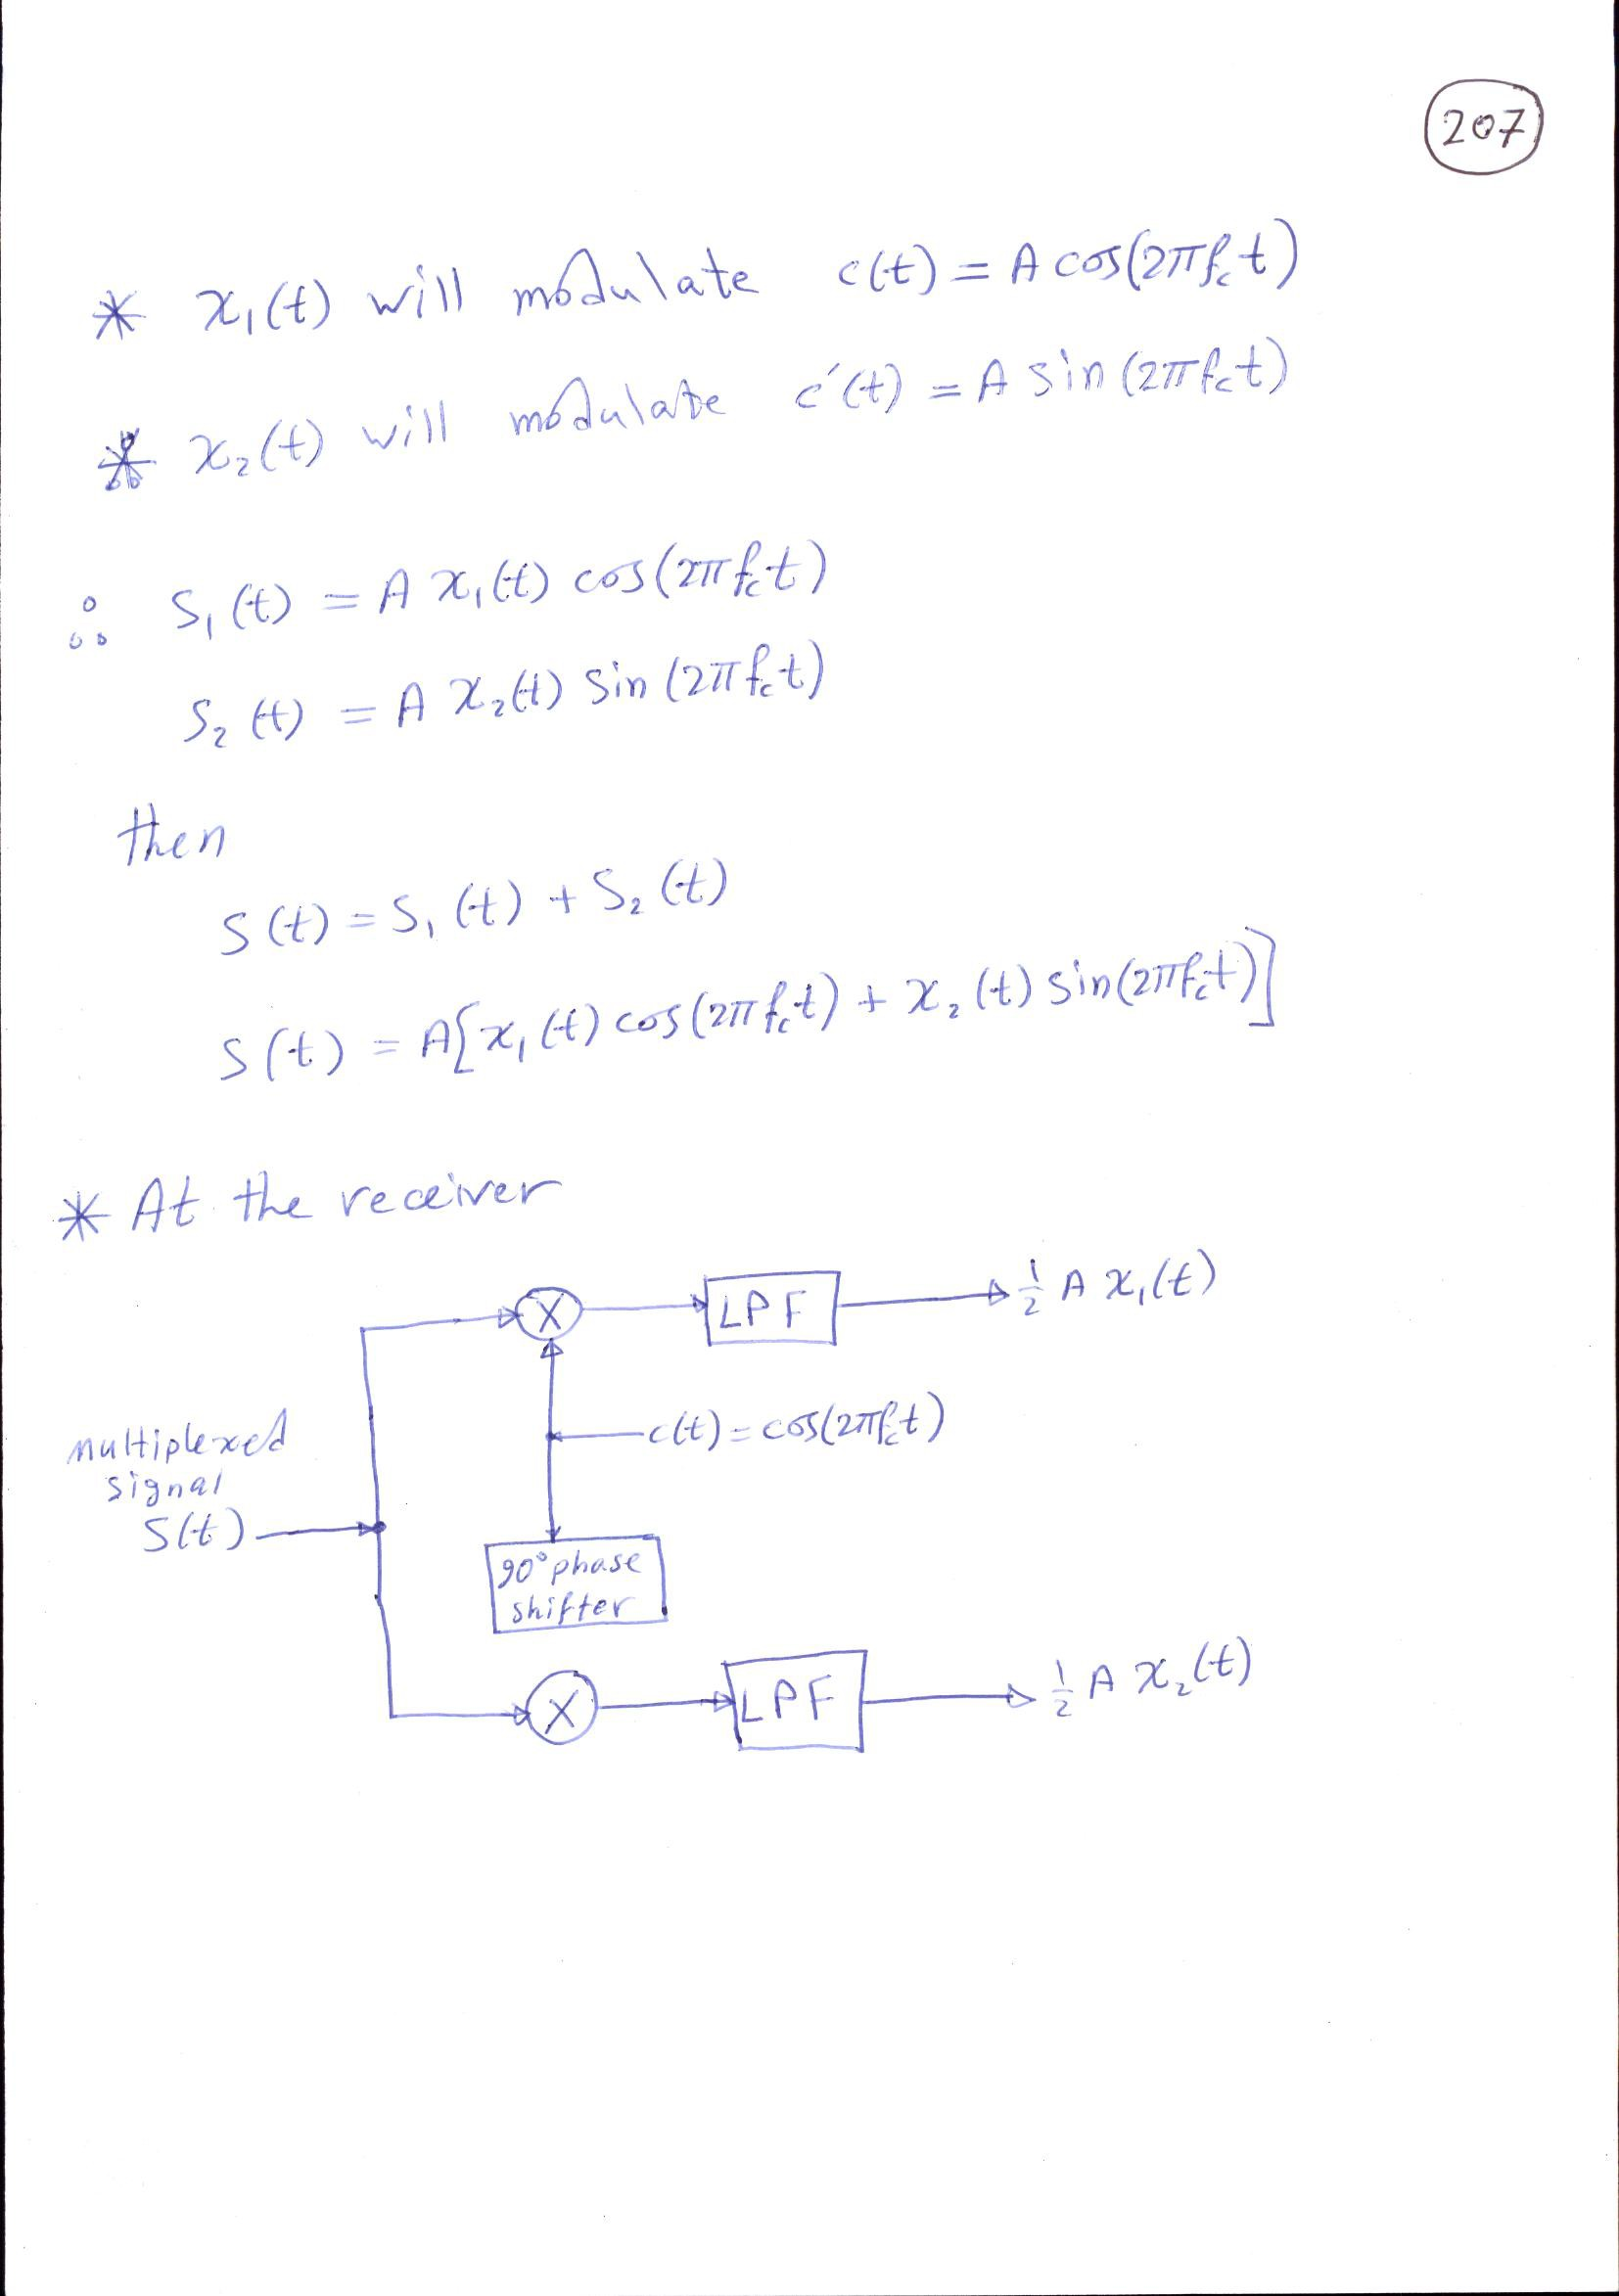 207
* x₁(t) will modulate c(t) = A cos(2πf_c t)
* x₂(t) will modulate c′(t) = A sin(2πf_c t)
∴ S₁(t) = A x₁(t) cos(2πf_c t)
S₂(t) = A x₂(t) sin(2πf_c t)
then
S(t) = S₁(t) + S₂(t)
S(t) = A[x₁(t) cos(2πf_c t) + x₂(t) sin(2πf_c t)]
* At the receiver
X
LPF
½ A x₁(t)
c(t) = cos(2πf_c t)
multiplexed
signal
S(t)
90° phase
shifter
X
LPF
½ A x₂(t)